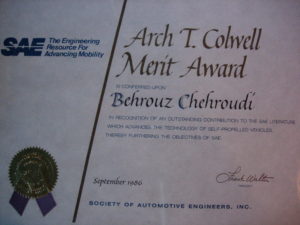 SAE The Engineering
Resource For
Advancing Mobility
Arch T. Colwell
Merit Award
IS CONFERRED UPON
Behrouz Chehroudi
IN RECOGNITION OF AN OUTSTANDING CONTRIBUTION TO THE SAE LITERATURE
WHICH ADVANCES THE TECHNOLOGY OF SELF-PROPELLED VEHICLES,
THEREBY FURTHERING THE OBJECTIVES OF SAE.
September 1986
PRESIDENT
SOCIETY OF AUTOMOTIVE ENGINEERS, INC.